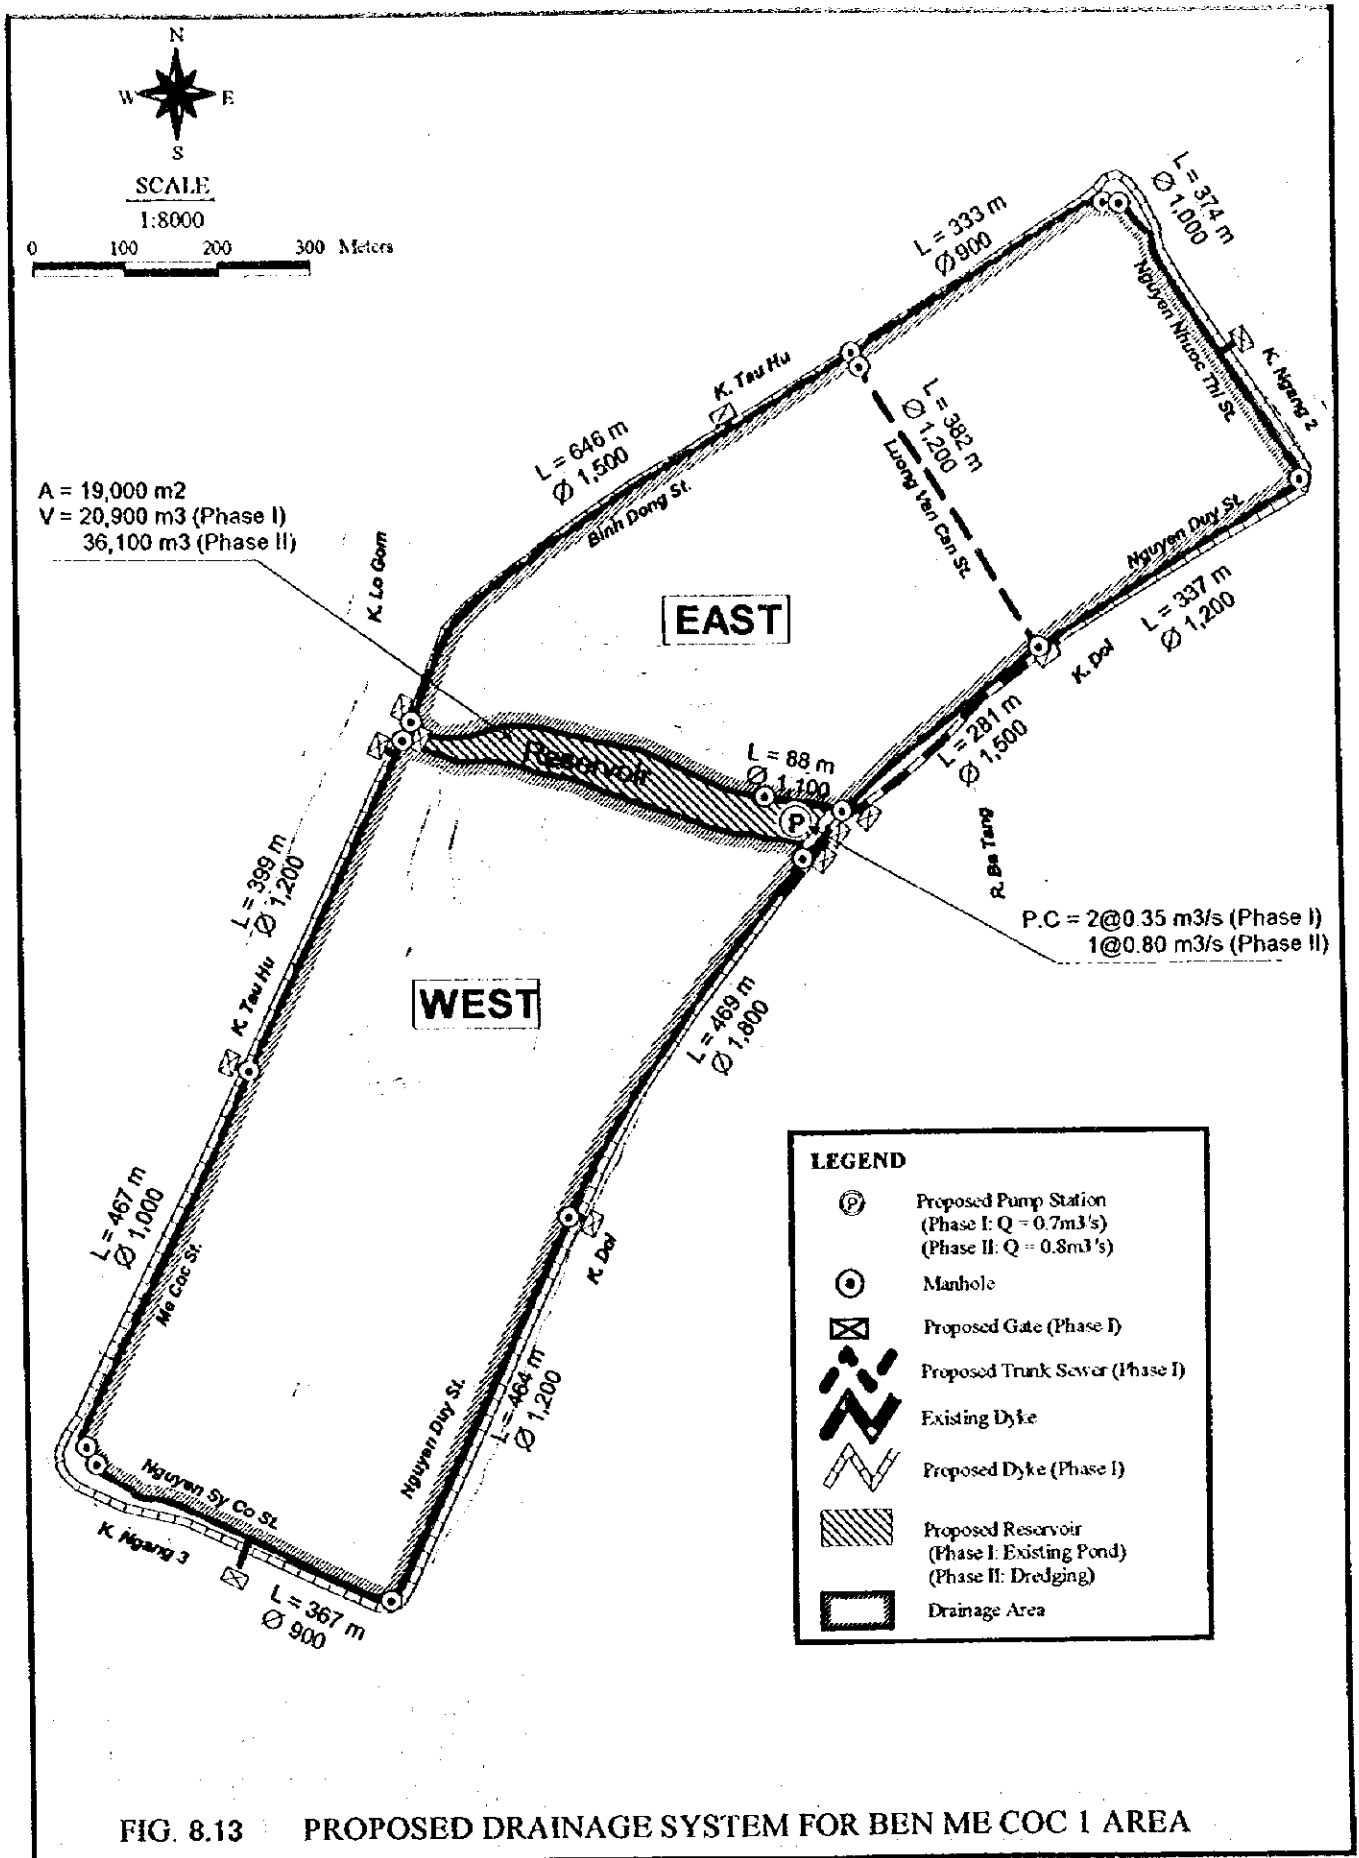 N
W E
S
SCALE
1:8000
0 100 200 300 Meters
L = 374 m
Ø 1,000
L = 333 m
Ø 900
Nguyen Nhuoc Thi St.
K. Ngang 2
K. Tau Hu
L = 382 m
Ø 1,200
Luong Van Can St.
L = 646 m
Ø 1,500
Binh Dong St.
A = 19,000 m2
V = 20,900 m3 (Phase I)
36,100 m3 (Phase II)
K. Lo Gom
Nguyen Duy St.
L = 337 m
Ø 1,200
EAST
K. Doi
L = 281 m
Ø 1,500
Reservoir
L = 88 m
Ø 1,100
P
R. Ba Tang
L = 399 m
Ø 1,200
P.C = 2@0.35 m3/s (Phase I)
1@0.80 m3/s (Phase II)
K. Tau Hu
WEST
L = 469 m
Ø 1,800
L = 467 m
Ø 1,000
Me Coc St.
K. Doi
Nguyen Duy St.
L = 464 m
Ø 1,200
Nguyen Sy Co St.
K. Ngang 3
L = 367 m
Ø 900
LEGEND
P Proposed Pump Station
(Phase I: Q = 0.7m3's)
(Phase II: Q = 0.8m3's)
Manhole
Proposed Gate (Phase I)
Proposed Trunk Sewer (Phase I)
Existing Dyke
Proposed Dyke (Phase I)
Proposed Reservoir
(Phase I: Existing Pond)
(Phase II: Dredging)
Drainage Area
FIG. 8.13 PROPOSED DRAINAGE SYSTEM FOR BEN ME COC 1 AREA